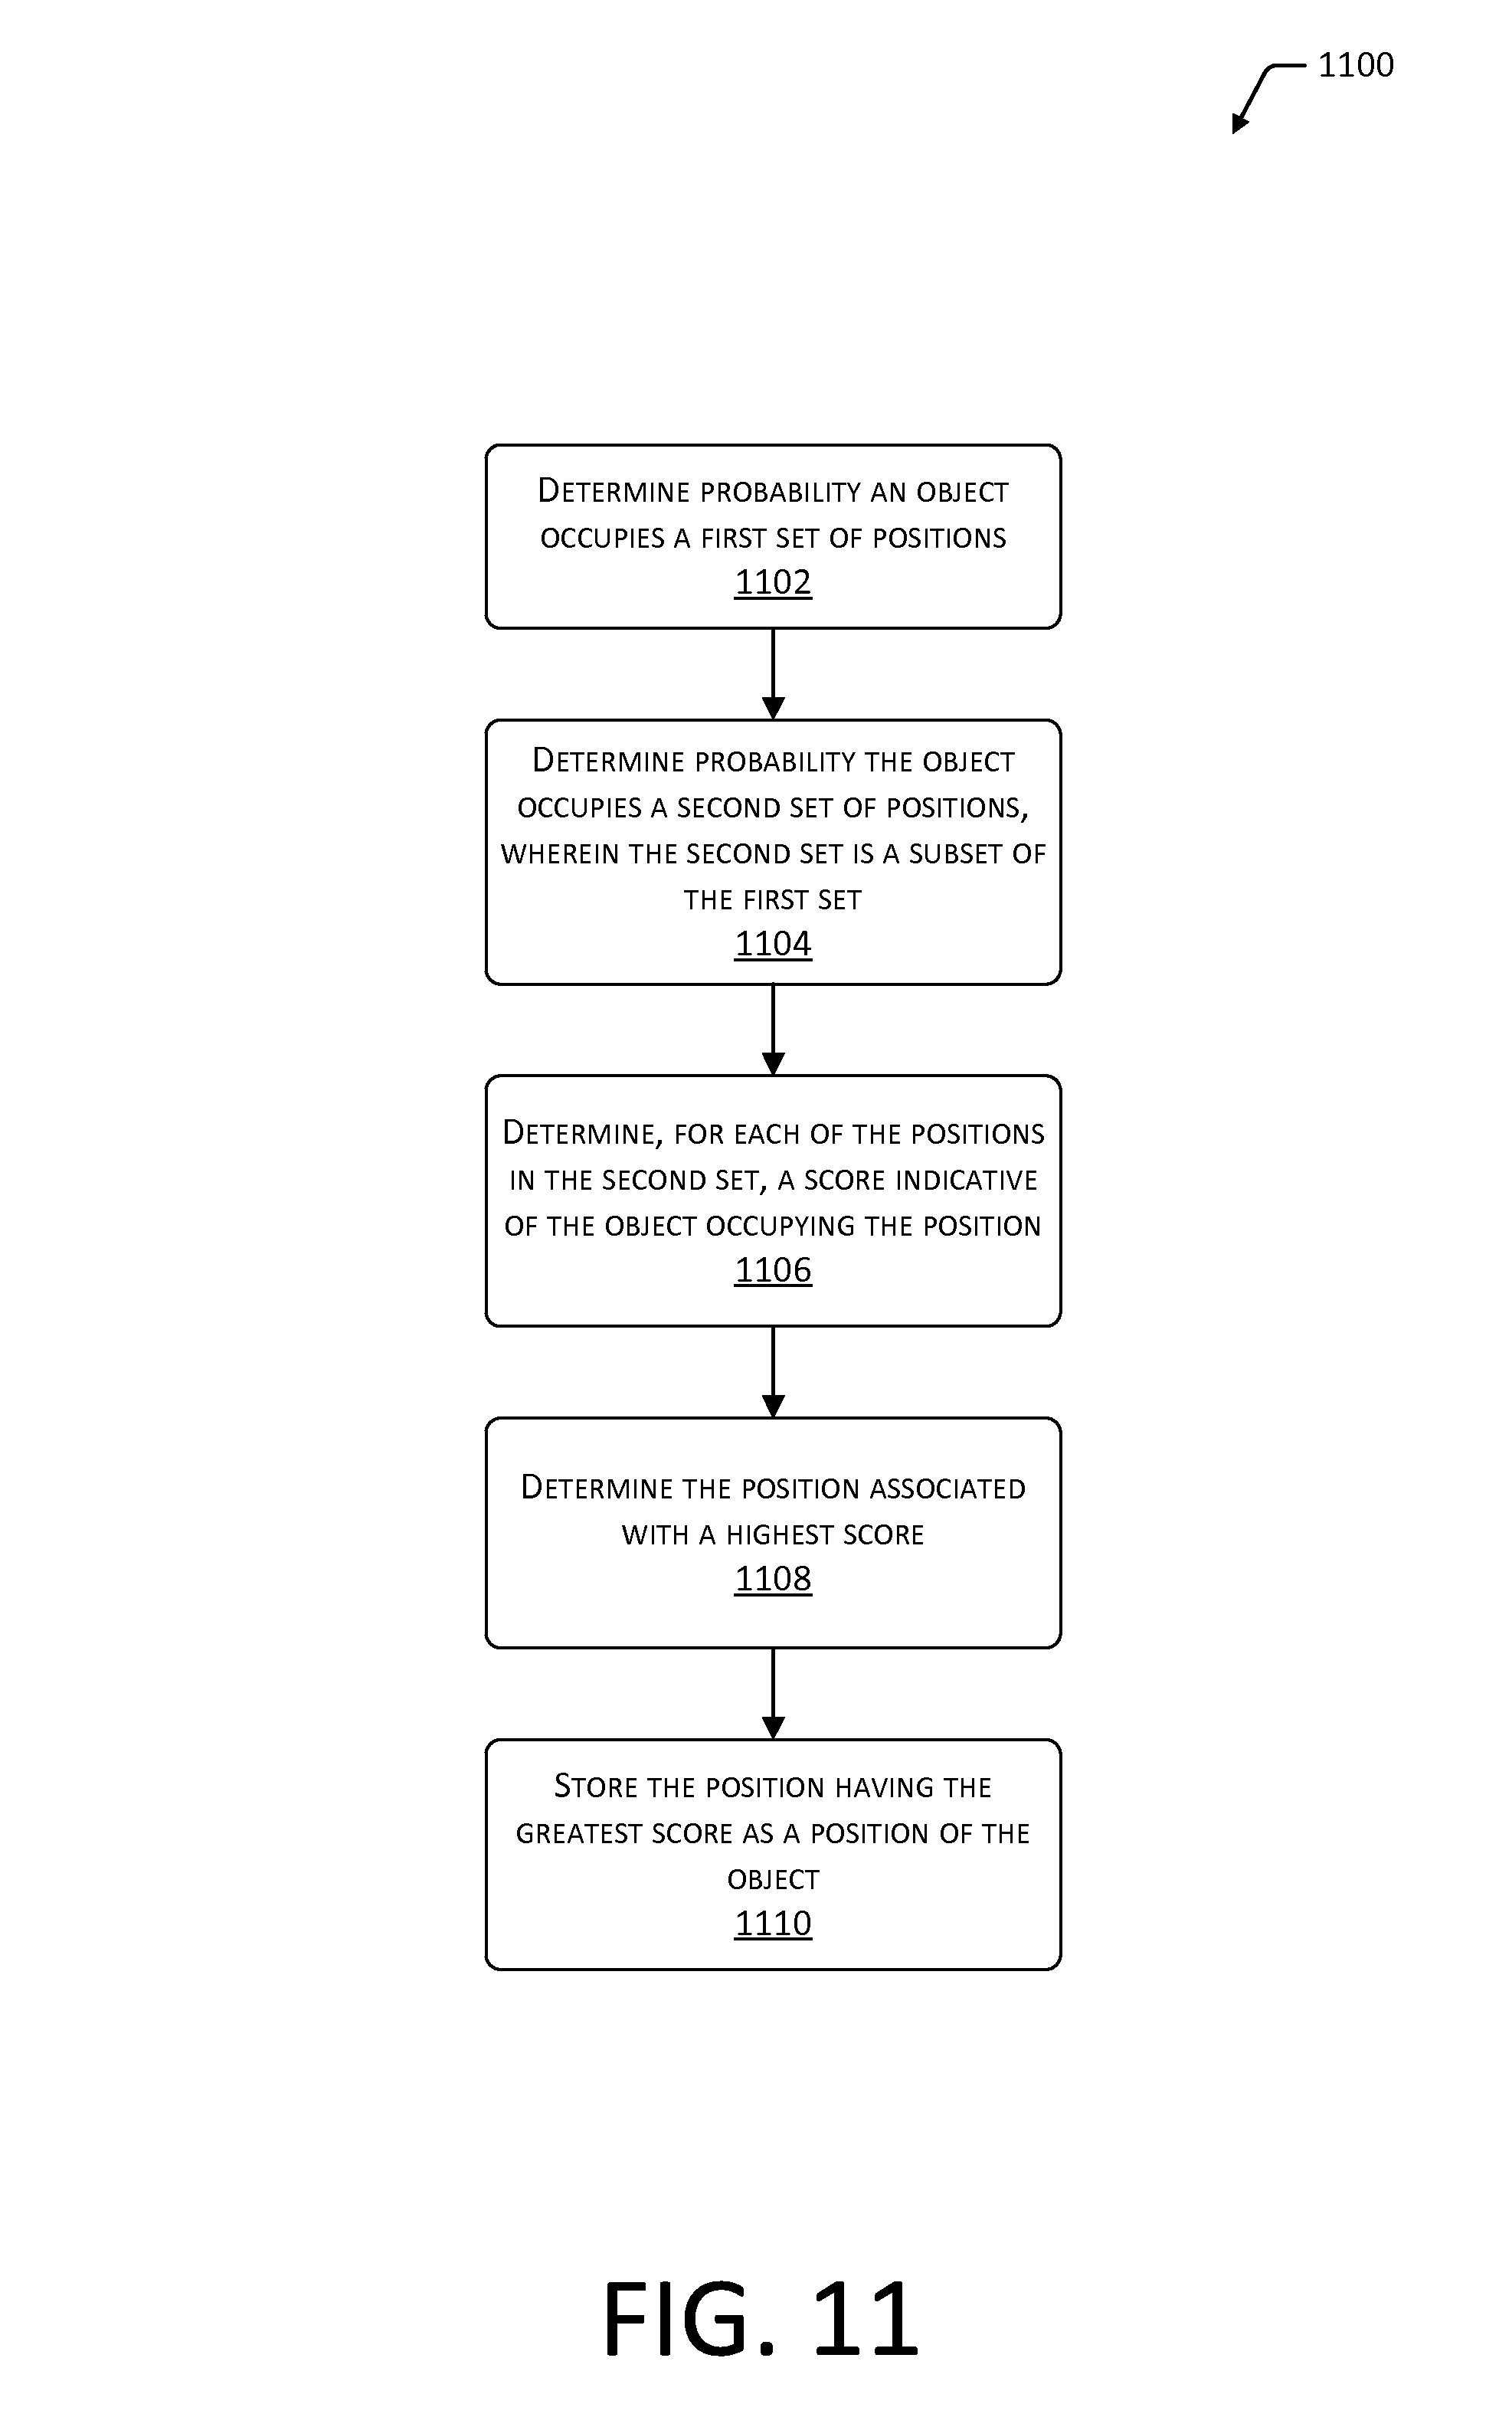 1100
Determine probability an object
occupies a first set of positions
1102
Determine probability the object
occupies a second set of positions,
wherein the second set is a subset of
the first set
1104
Determine, for each of the positions
in the second set, a score indicative
of the object occupying the position
1106
Determine the position associated
with a highest score
1108
Store the position having the
greatest score as a position of the
object
1110
FIG. 11